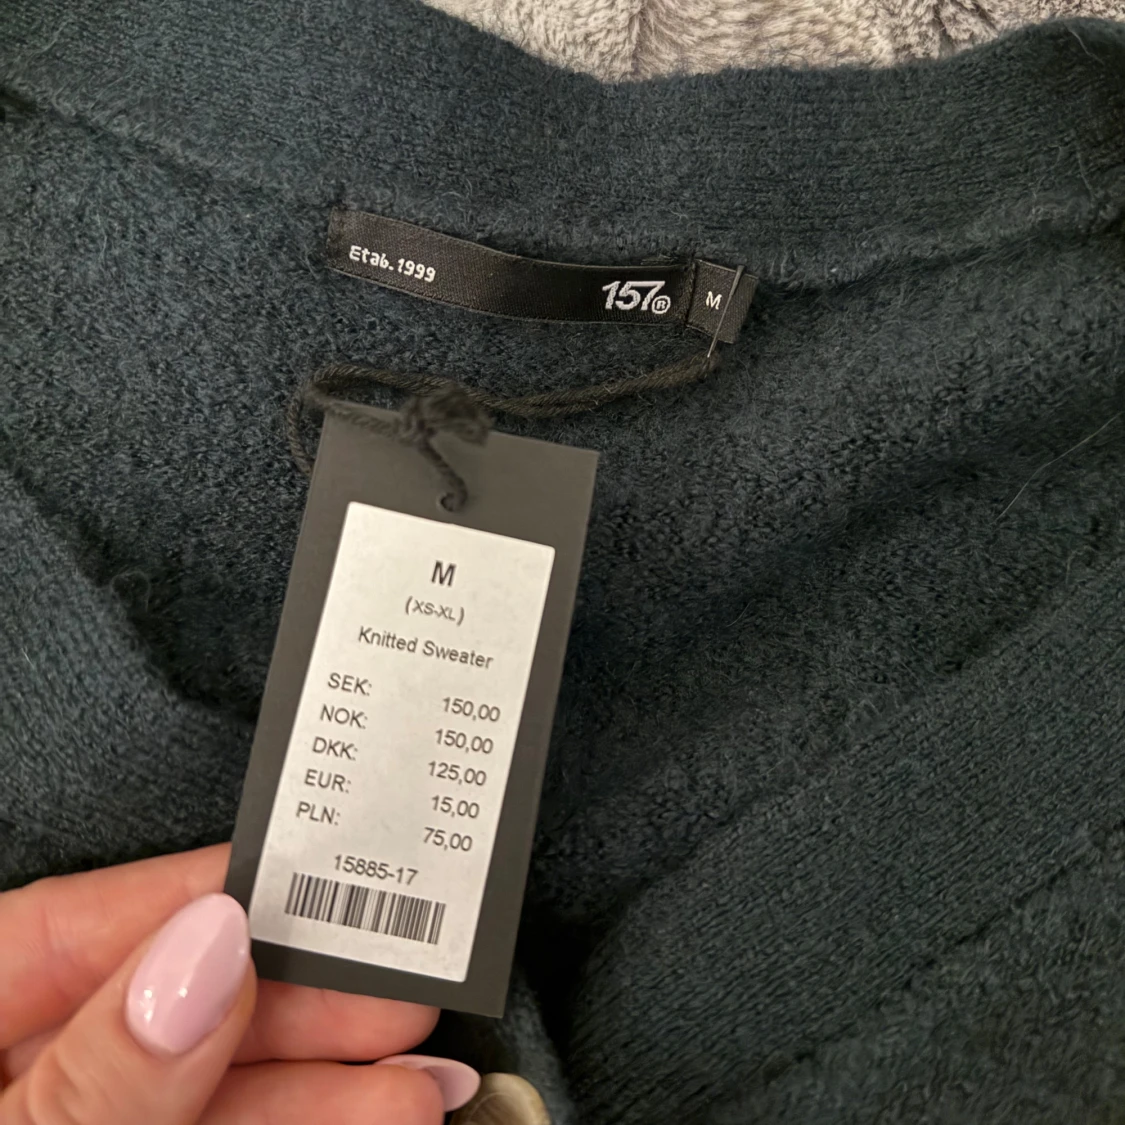 Etab. 1999
157®
M
M
(XS-XL)
Knitted Sweater
SEK: 150,00
NOK: 150,00
DKK: 125,00
EUR: 15,00
PLN: 75,00
15885-17